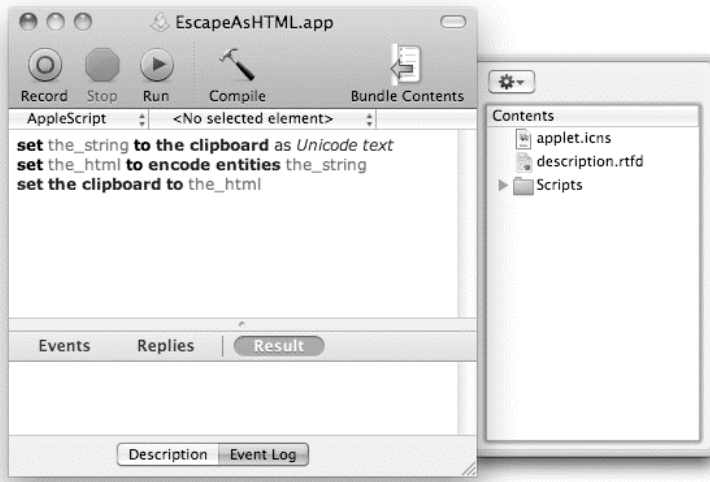 EscapeAsHTML.app
Record Stop Run Compile Bundle Contents
AppleScript <No selected element>
set the_string to the clipboard as Unicode text
set the_html to encode entities the_string
set the clipboard to the_html
Events Replies Result
Description Event Log
Contents
applet.icns
description.rtfd
Scripts